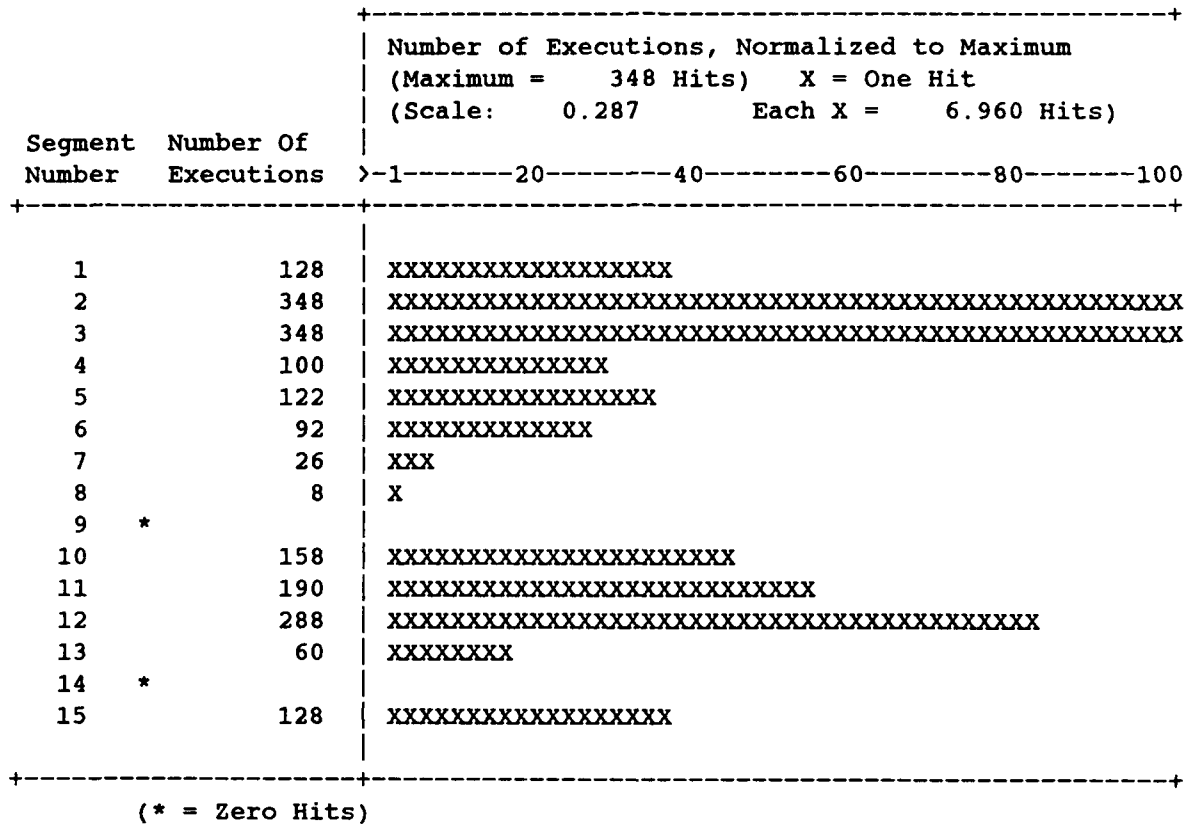 +---------------------------------------------------+
| Number of Executions, Normalized to Maximum
| (Maximum =    348 Hits)   X = One Hit
| (Scale:    0.287       Each X =    6.960 Hits)
Segment  Number Of |
Number   Executions  >-1-------20--------40--------60--------80-------100
+---------------------+---------------------------------------------------+
|
1    128 | XXXXXXXXXXXXXXXXXX
2    348 | XXXXXXXXXXXXXXXXXXXXXXXXXXXXXXXXXXXXXXXXXXXXXXXXXX
3    348 | XXXXXXXXXXXXXXXXXXXXXXXXXXXXXXXXXXXXXXXXXXXXXXXXXX
4    100 | XXXXXXXXXXXXXX
5    122 | XXXXXXXXXXXXXXXXX
6    92 | XXXXXXXXXXXXX
7    26 | XXX
8    8 | X
9  *  |
10    158 | XXXXXXXXXXXXXXXXXXXXXX
11    190 | XXXXXXXXXXXXXXXXXXXXXXXXXXX
12    288 | XXXXXXXXXXXXXXXXXXXXXXXXXXXXXXXXXXXXXXXXX
13    60 | XXXXXXXX
14  *  |
15    128 | XXXXXXXXXXXXXXXXXX
|
+---------------------+---------------------------------------------------+
(* = Zero Hits)